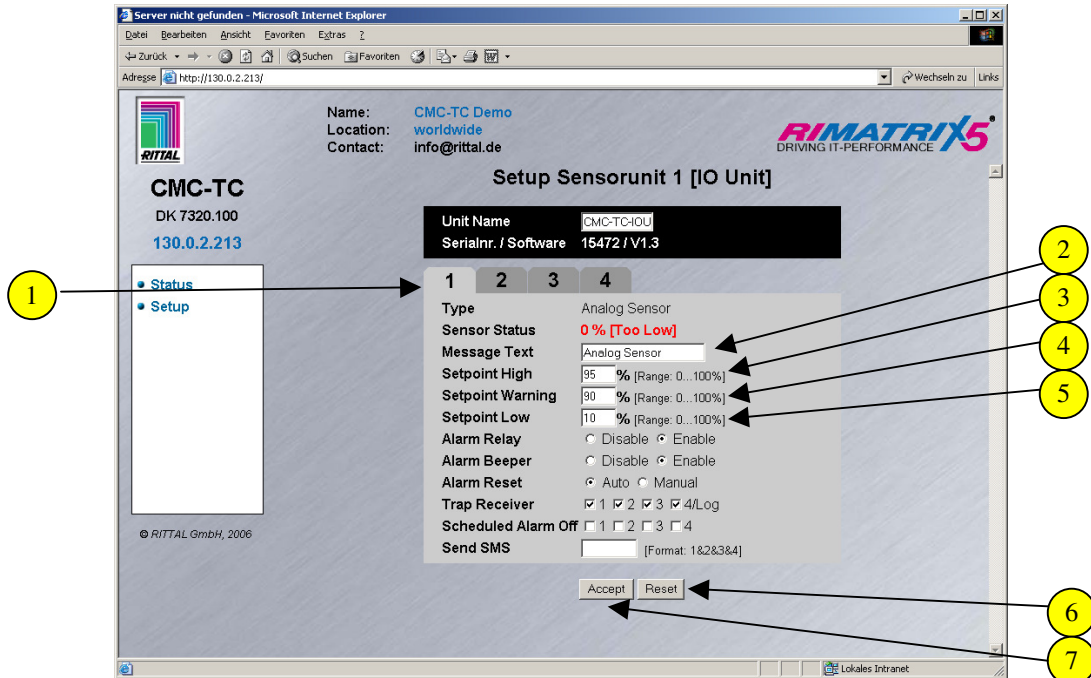 Server nicht gefunden - Microsoft Internet Explorer
Datei Bearbeiten Ansicht Favoriten Extras ?
Zurück Suchen Favoriten
Adresse http://130.0.2.213/ Wechseln zu Links
RITTAL
Name: CMC-TC Demo
Location: worldwide
Contact: info@rittal.de
RIMATRIX5
DRIVING IT-PERFORMANCE
CMC-TC
DK 7320.100
130.0.2.213
Status
Setup
© RITTAL GmbH, 2006
Setup Sensorunit 1 [IO Unit]
Unit Name CMC-TC-IOU
Serialnr. / Software 15472 / V1.3
1 2 3 4
Type Analog Sensor
Sensor Status 0 % [Too Low]
Message Text Analog Sensor
Setpoint High 95 % [Range: 0...100%]
Setpoint Warning 90 % [Range: 0...100%]
Setpoint Low 10 % [Range: 0...100%]
Alarm Relay Disable Enable
Alarm Beeper Disable Enable
Alarm Reset Auto Manual
Trap Receiver 1 2 3 4/Log
Scheduled Alarm Off 1 2 3 4
Send SMS [Format: 1&2&3&4]
Accept Reset
Lokales Intranet
1
2
3
4
5
6
7